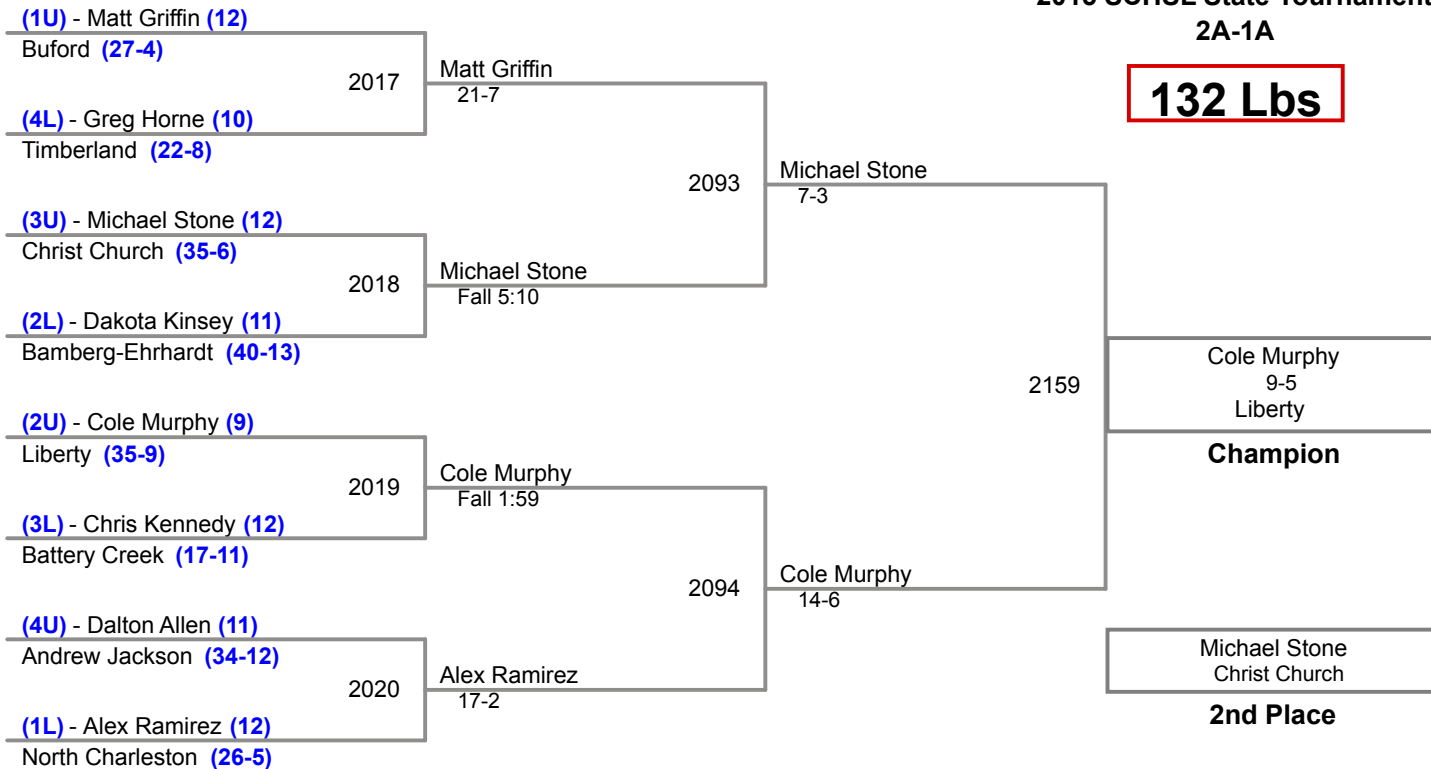 2A-1A
132 Lbs
(1U) - Matt Griffin (12)
Buford (27-4)
2017
(4L) - Greg Horne (10)
Timberland (22-8)
(3U) - Michael Stone (12)
Christ Church (35-6)
2018
(2L) - Dakota Kinsey (11)
Bamberg-Ehrhardt (40-13)
(2U) - Cole Murphy (9)
Liberty (35-9)
2019
(3L) - Chris Kennedy (12)
Battery Creek (17-11)
(4U) - Dalton Allen (11)
Andrew Jackson (34-12)
2020
(1L) - Alex Ramirez (12)
North Charleston (26-5)
Matt Griffin
21-7
2093
Michael Stone
Fall 5:10
Cole Murphy
Fall 1:59
2094
Alex Ramirez
17-2
Michael Stone
7-3
2159
Cole Murphy
14-6
Cole Murphy
9-5
Liberty
Champion
Michael Stone
Christ Church
2nd Place